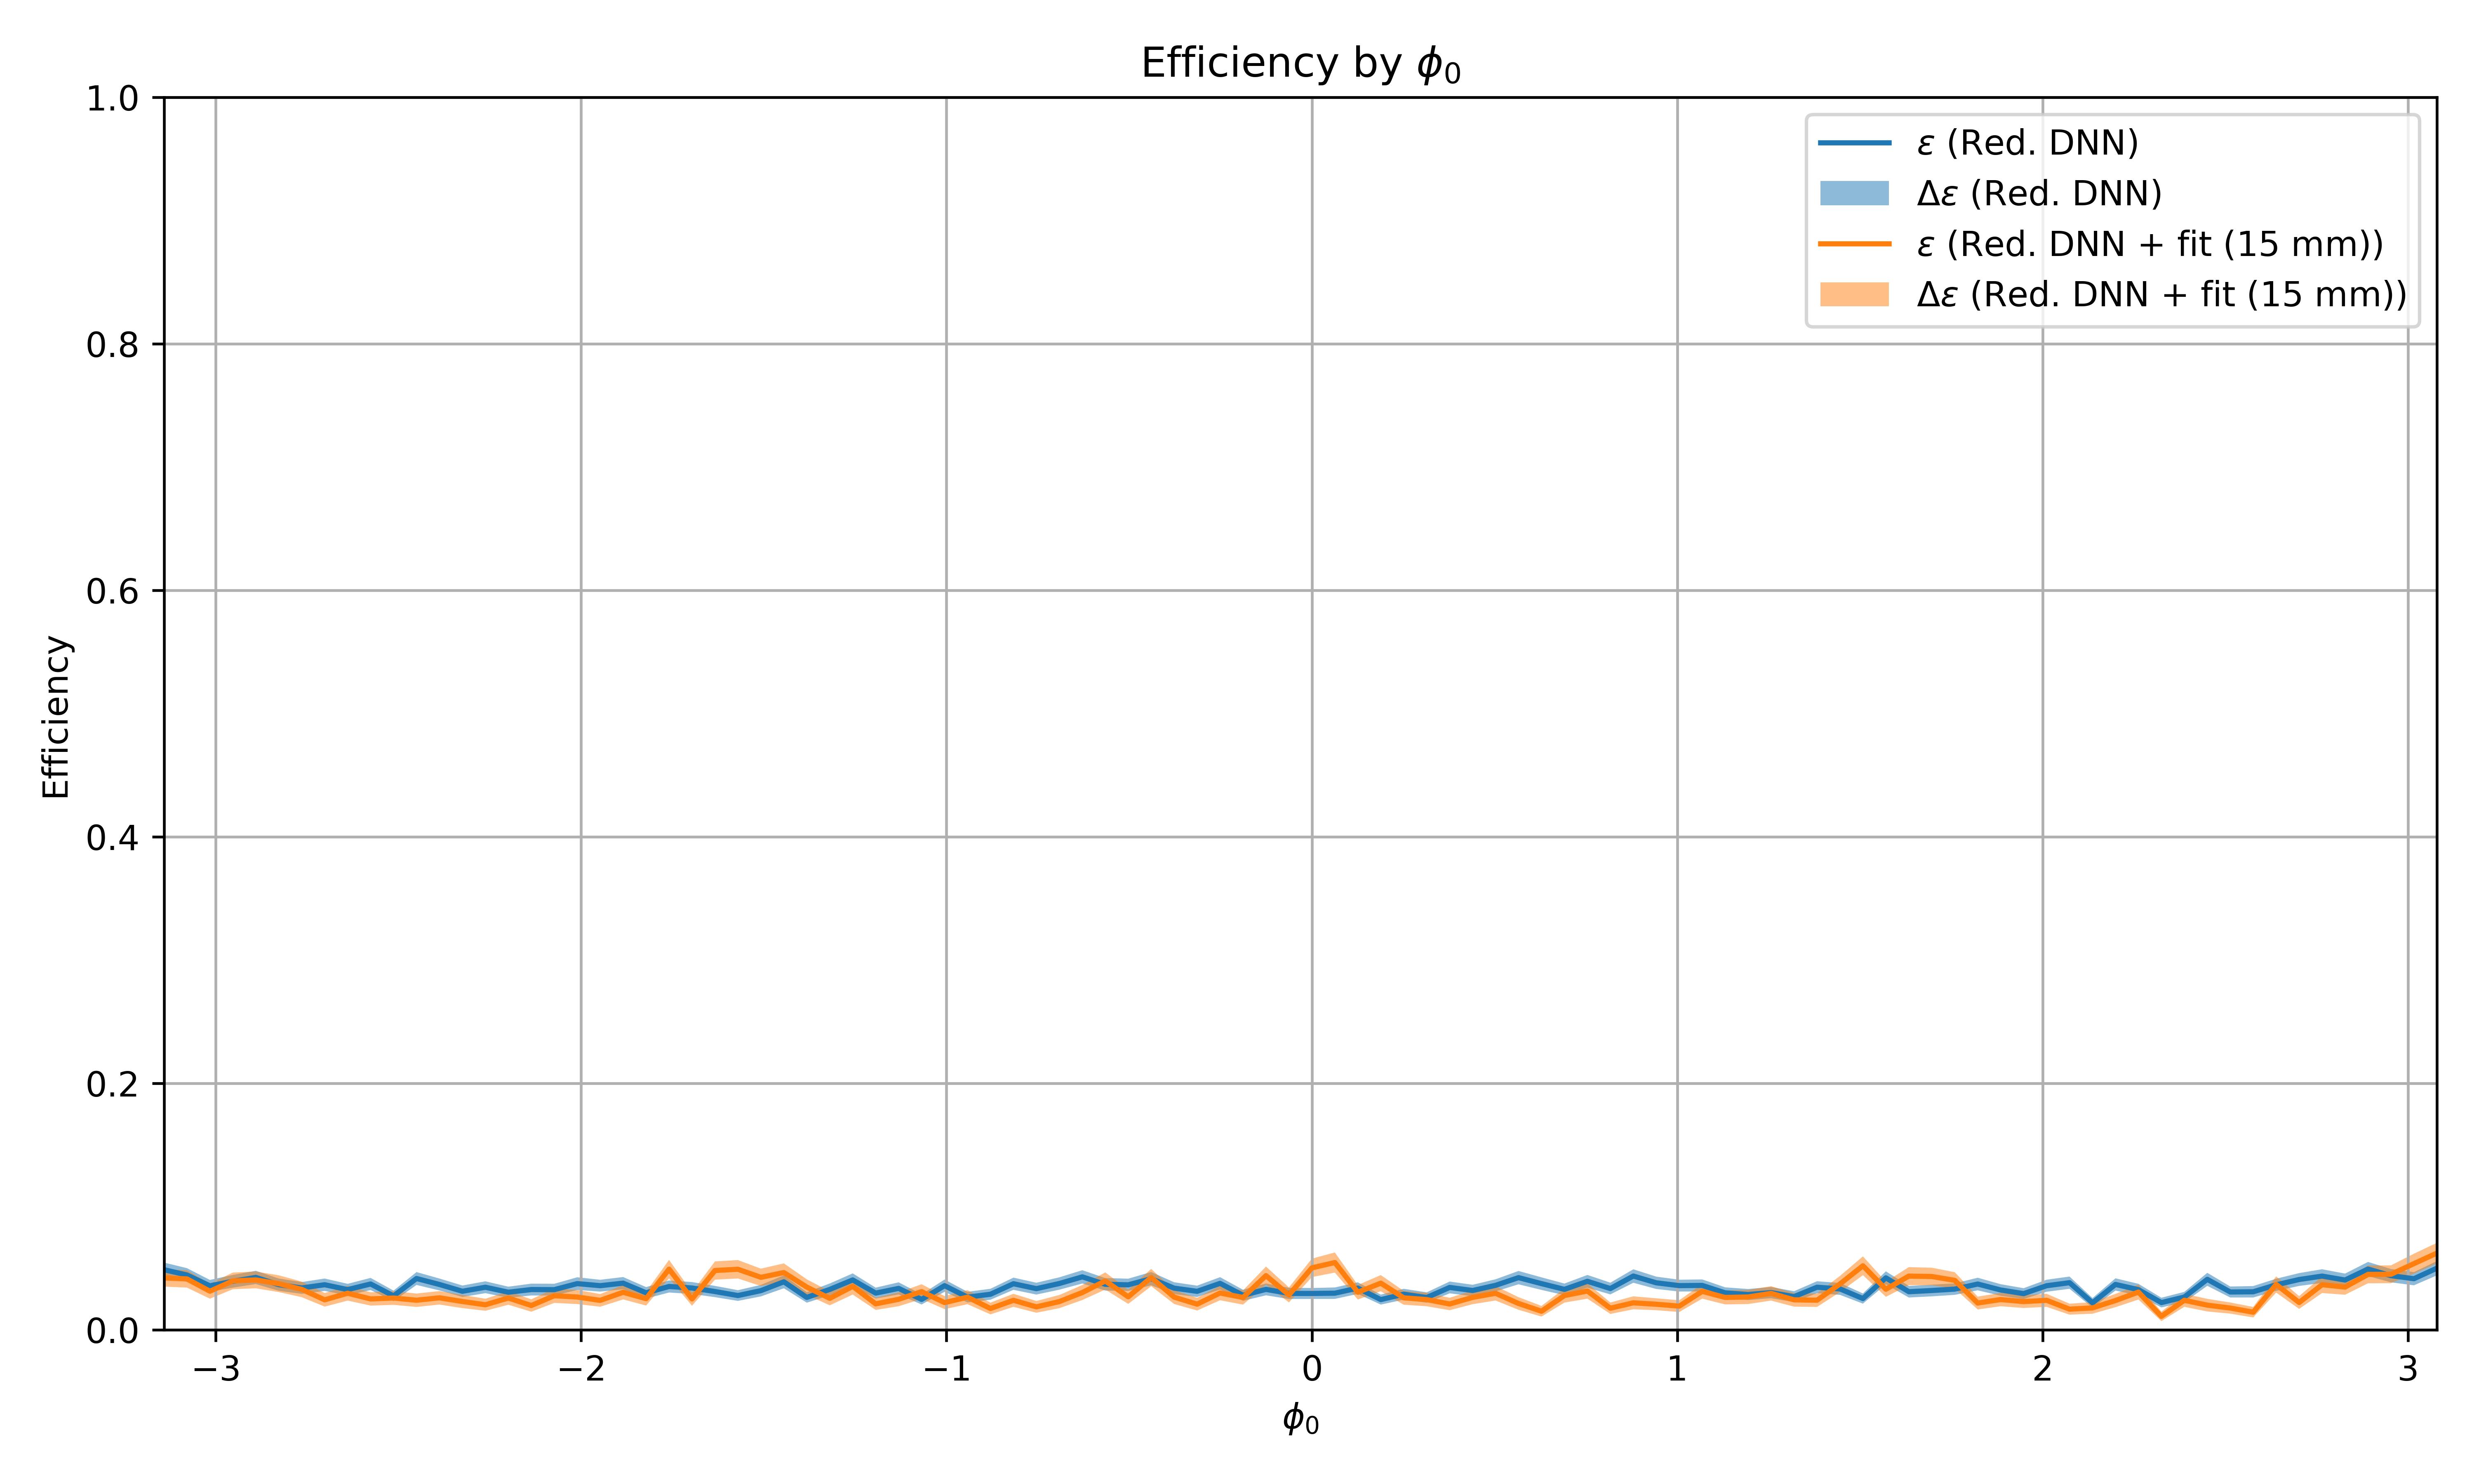 Efficiency by ϕ₀
1.0
0.8
0.6
0.4
0.2
0.0
Efficiency
ε (Red. DNN)
Δε (Red. DNN)
ε (Red. DNN + fit (15 mm))
Δε (Red. DNN + fit (15 mm))
−3 −2 −1 0 1 2 3
ϕ₀